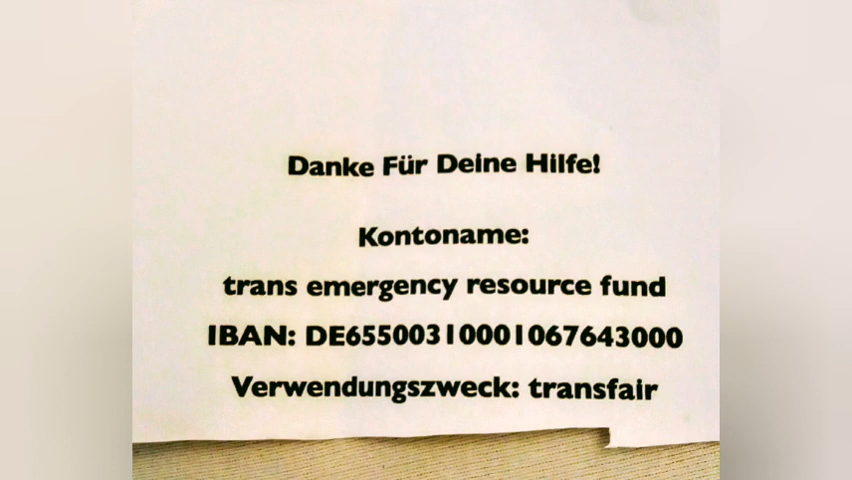 Danke Für Deine Hilfe!
Kontoname:
trans emergency resource fund
IBAN: DE65500310001067643000
Verwendungszweck: transfair